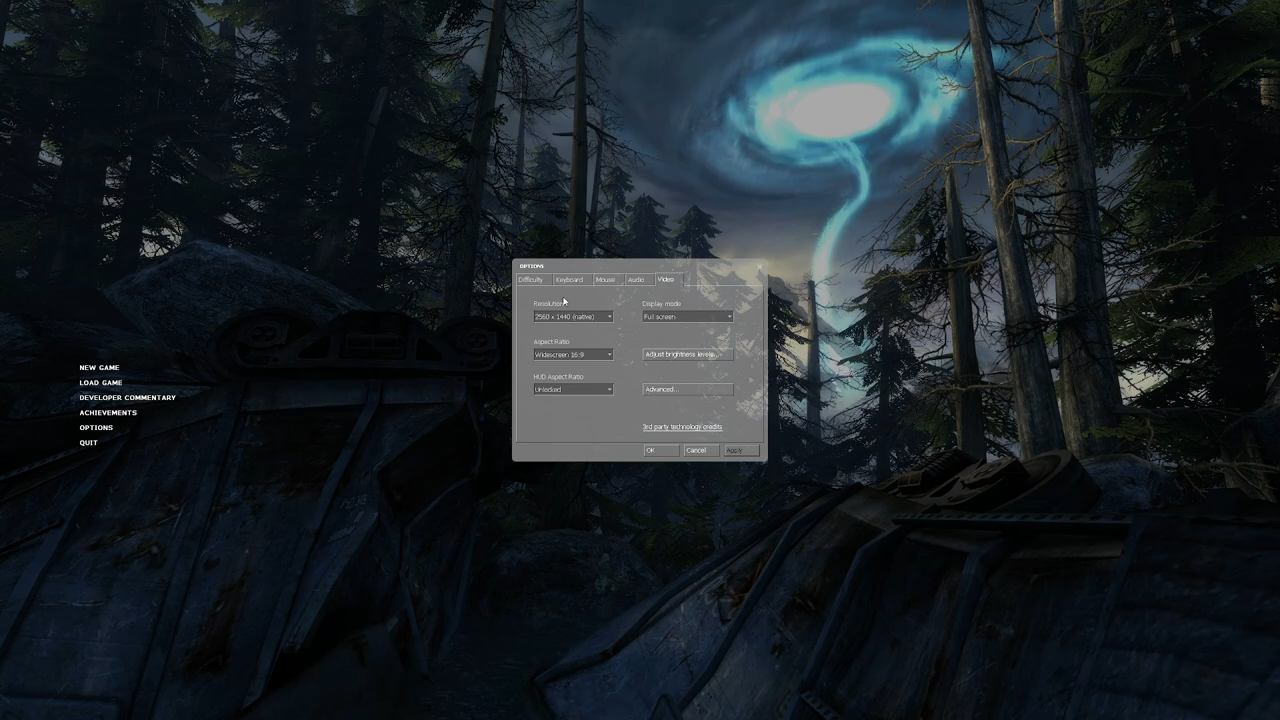 OPTIONS
Difficulty Keyboard Mouse Audio Video
Resolution
Display mode
2560 x 1440 (native)
Full screen
Aspect Ratio
Widescreen 16:9
Adjust brightness levels...
HUD Aspect Ratio
Unlocked
Advanced...
3rd party technology credits
OK Cancel Apply
NEW GAME
LOAD GAME
DEVELOPER COMMENTARY
ACHIEVEMENTS
OPTIONS
QUIT